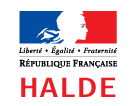 Liberté • Égalité • Fraternité
RÉPUBLIQUE FRANÇAISE
HALDE